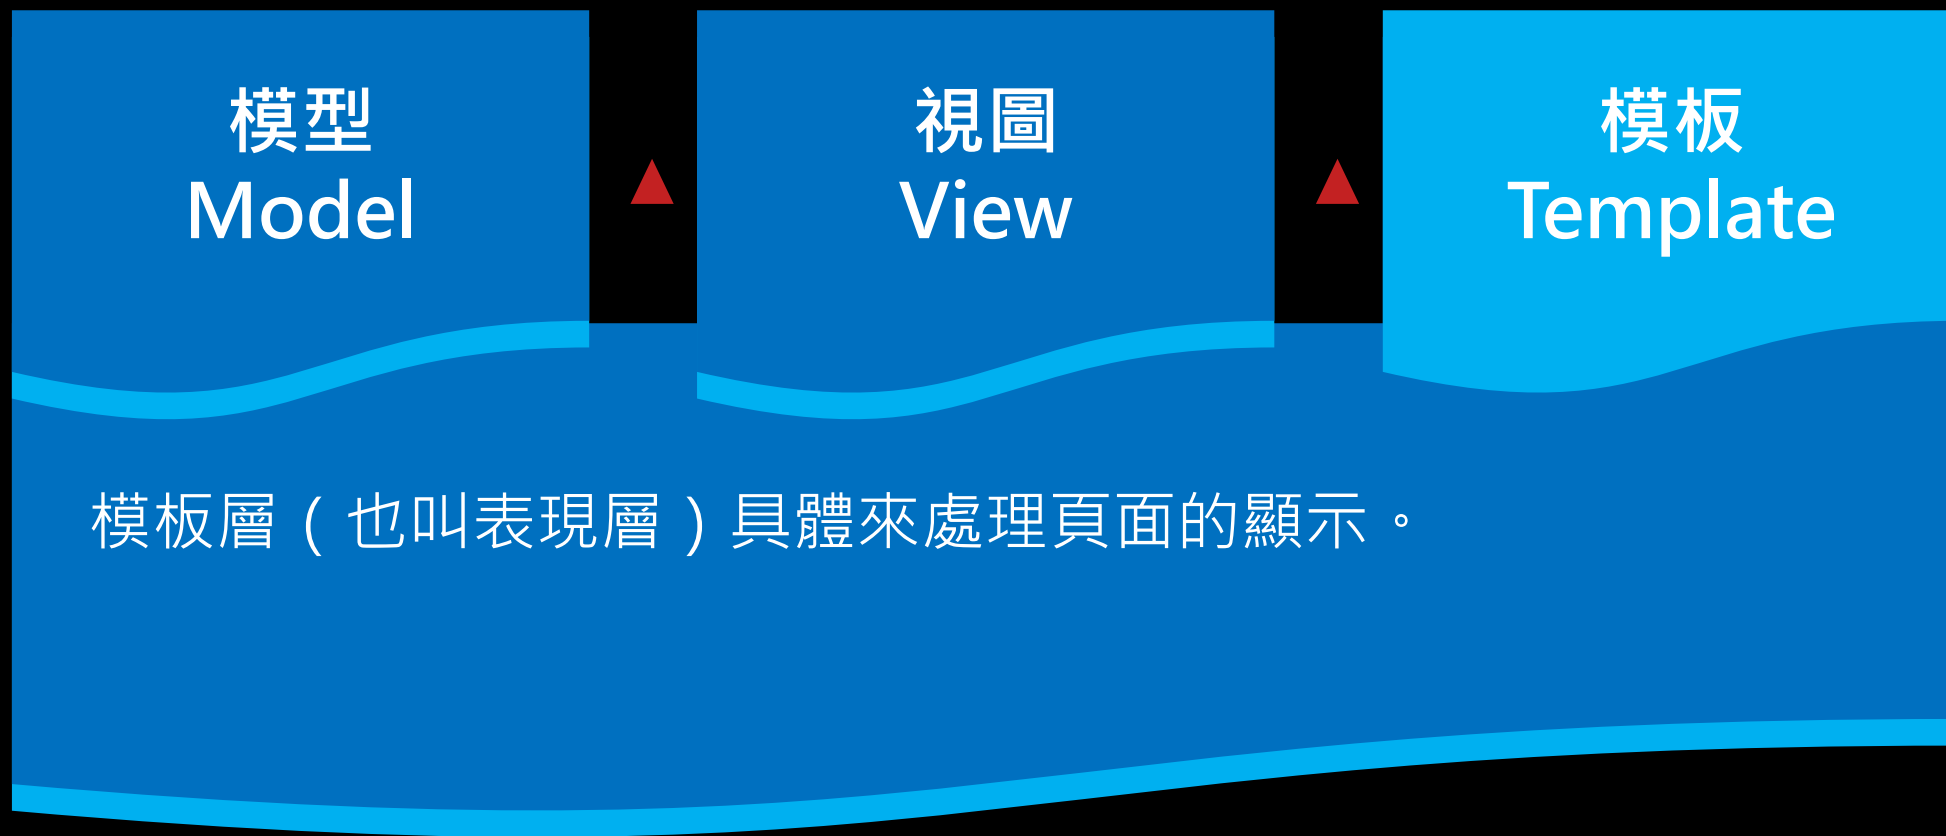 模型
Model
視圖
View
模板
Template
模板層（也叫表現層）具體來處理頁面的顯示。